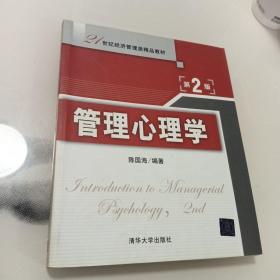 21世纪经济管理类精品教材
第2版
管理心理学
陈国海/编著
Introduction to Managerial
Psychology, 2nd
清华大学出版社